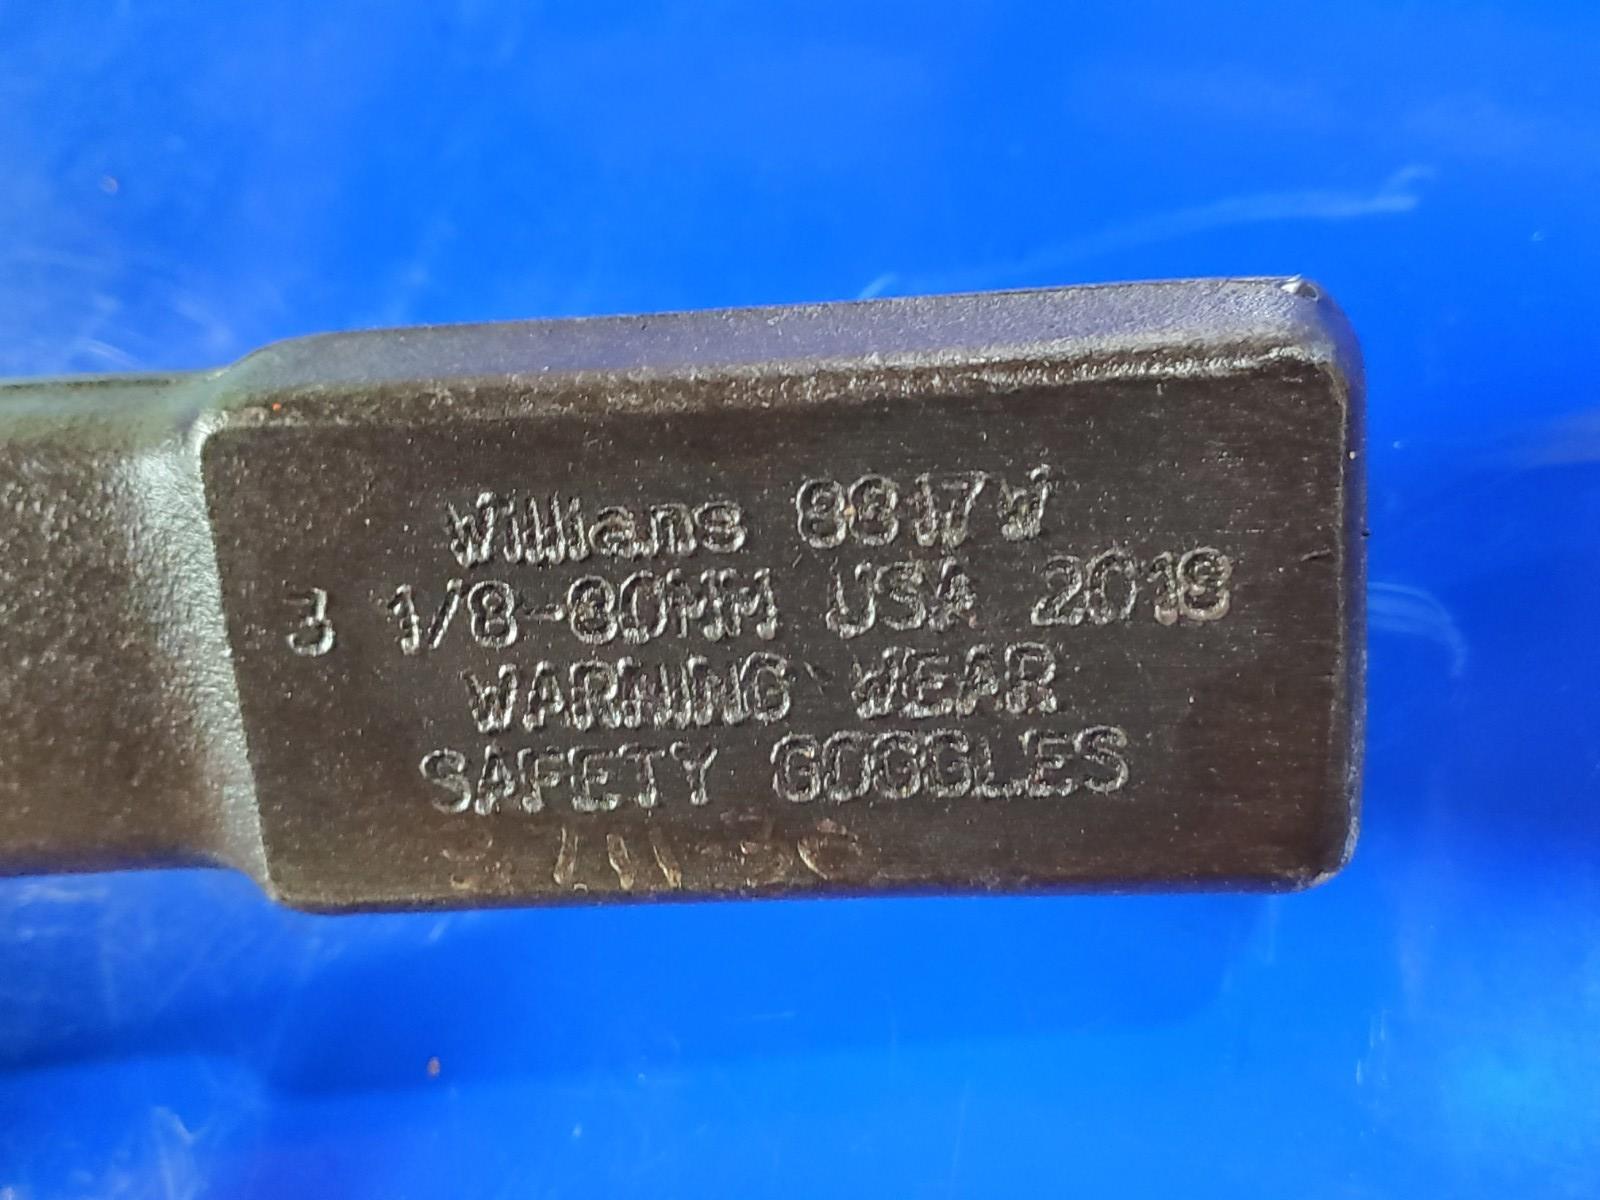 Williams 8817W
3 1/8-80MM USA 2018
WARNING WEAR
SAFETY GOGGLES